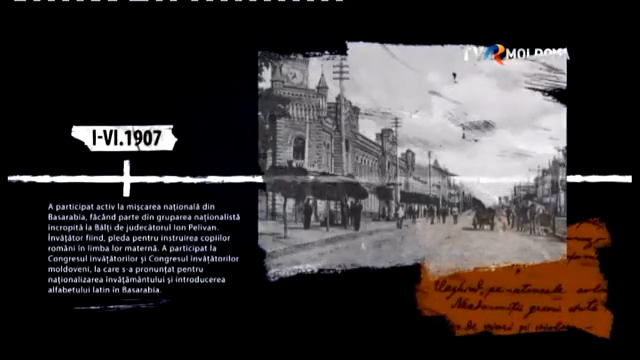 TVR MOLDOVA
I-VI.1907
A participat activ la mișcarea națională din
Basarabia, făcând parte din gruparea naționalistă
încropită la Bălți de judecătorul Ion Pelivan.
Învățător fiind, pleda pentru instruirea copiilor
români în limba lor maternă. A participat la
Congresul învățătorilor și Congresul învățătorilor
moldoveni, la care s-a pronunțat pentru
naționalizarea învățământului și introducerea
alfabetului latin în Basarabia.